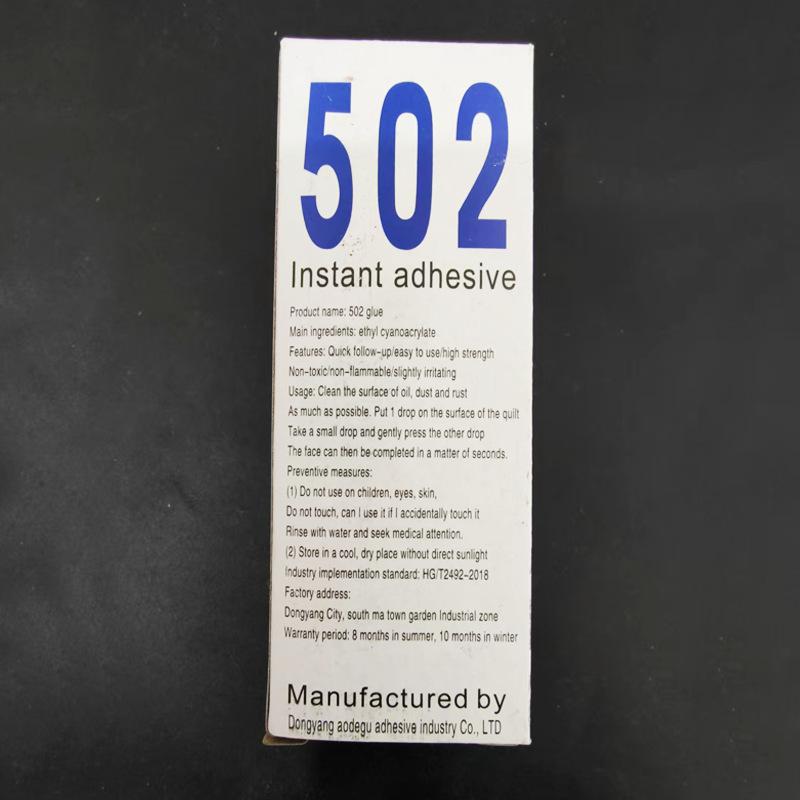 502
Instant adhesive
Product name: 502 glue
Main ingredients: ethyl cyanoacrylate
Features: Quick follow-up/easy to use/high strength
Non-toxic/non-flammable/slightly irritating
Usage: Clean the surface of oil, dust and rust
As much as possible. Put 1 drop on the surface of the quilt
Take a small drop and gently press the other drop
The face can then be completed in a matter of seconds.
Preventive measures:
(1) Do not use on children, eyes, skin,
Do not touch, can I use it if I accidentally touch it
Rinse with water and seek medical attention.
(2) Store in a cool, dry place without direct sunlight
Industry implementation standard: HG/T2492-2018
Factory address:
Dongyang City, south ma town garden Industrial zone
Warranty period: 8 months in summer, 10 months in winter
Manufactured by
Dongyang aodegu adhesive industry Co., LTD